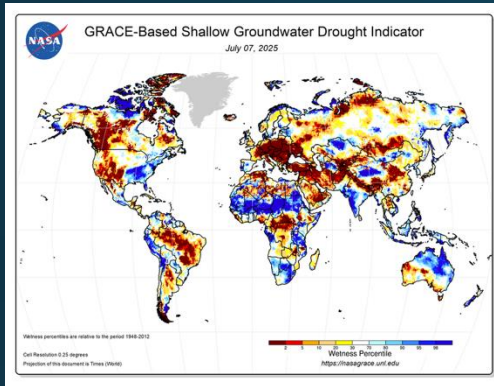 NASA
GRACE-Based Shallow Groundwater Drought Indicator
July 07, 2025
Wetness percentiles are relative to the period 1948-2012
Cell Resolution 0.25 degrees
Projection of this document is Times (World)
2 5 10 20 30 70 80 90 95 98
Wetness Percentile
https://nasagrace.unl.edu